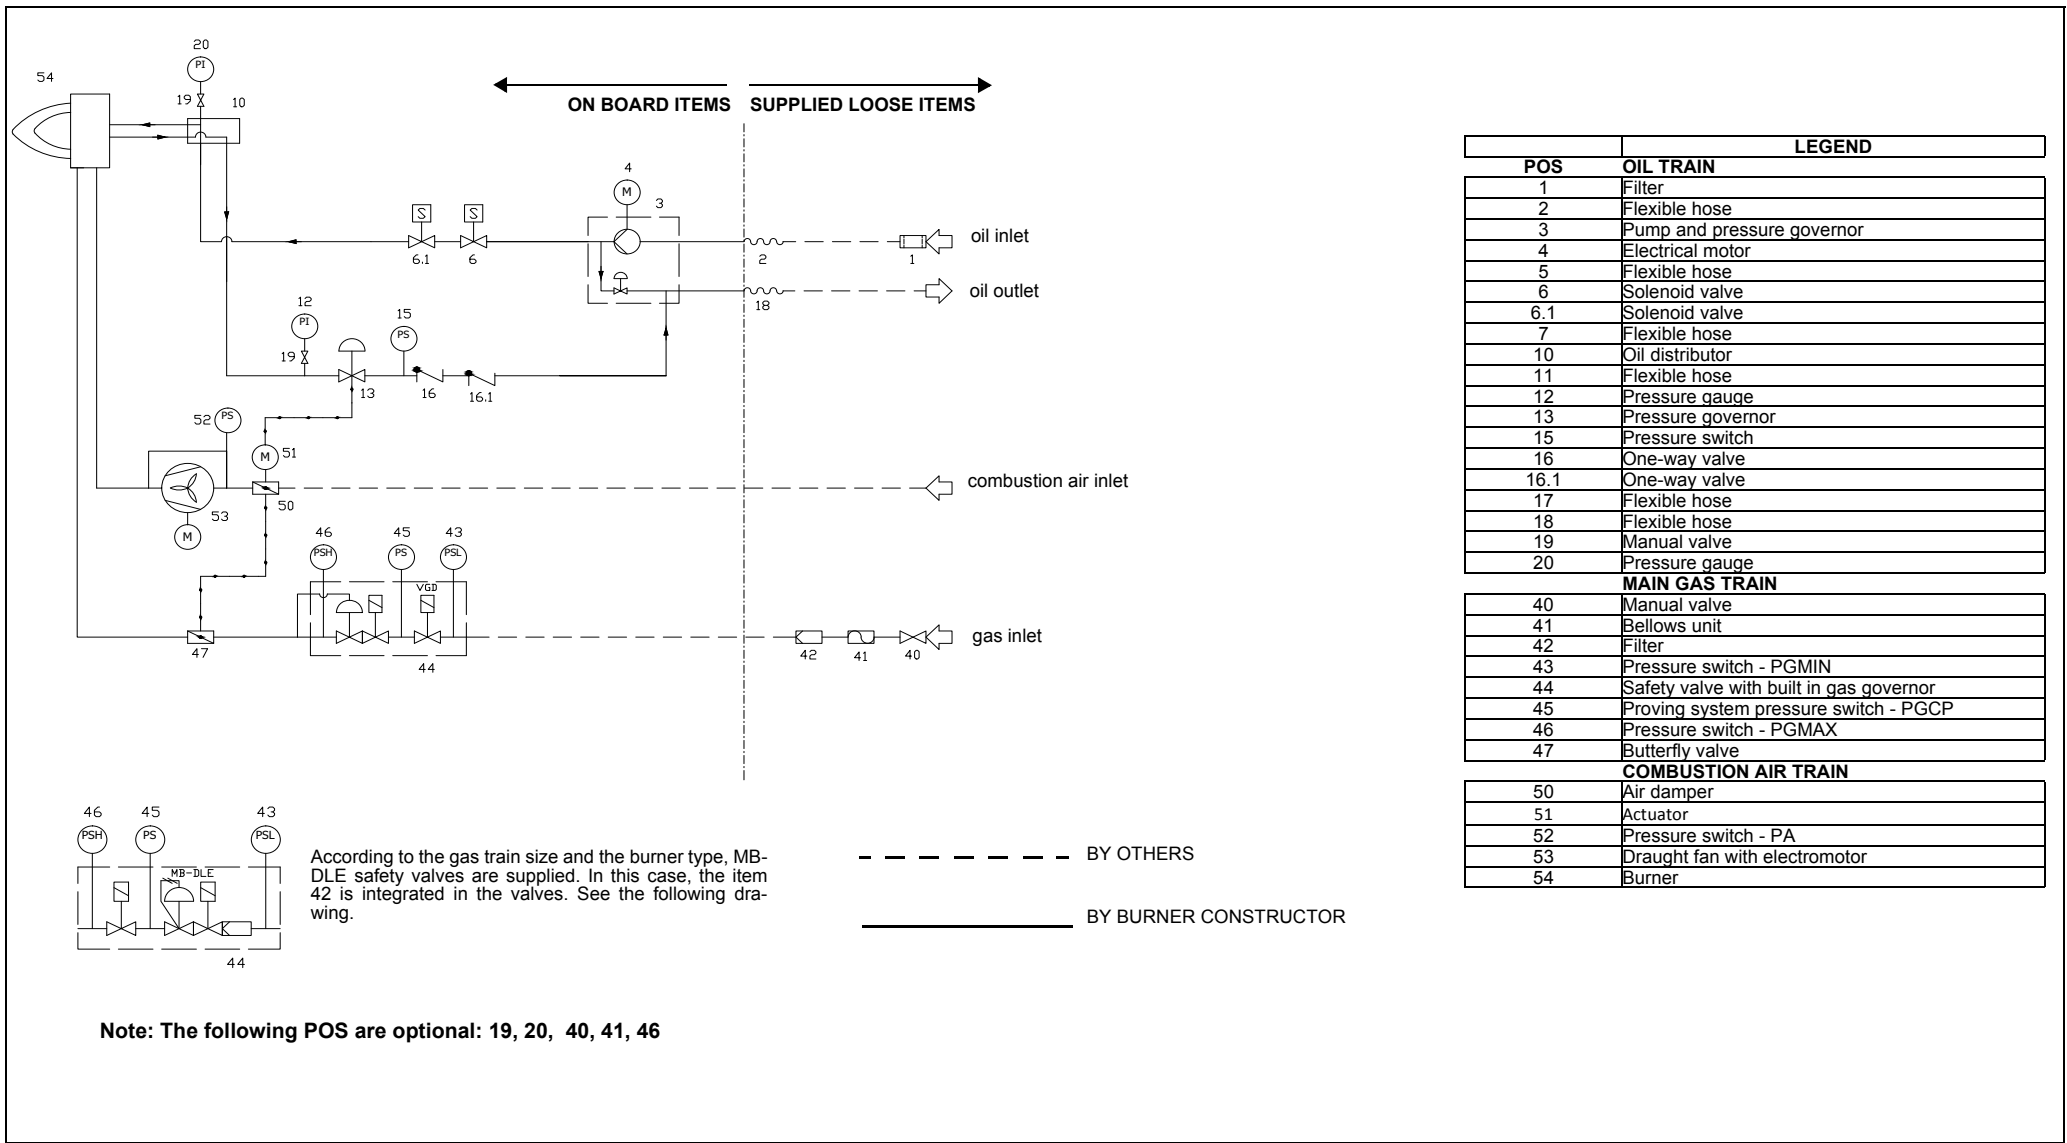 20
PI
54
19
10
ON BOARD ITEMS
SUPPLIED LOOSE ITEMS
4
M
3
S
S
6.1
6
2
1
oil inlet
18
oil outlet
12
PI
15
PS
19
13
16
16.1
52
PS
M
51
50
53
M
combustion air inlet
46
45
43
PSH
PS
PSL
VGD
47
44
42
41
40
gas inlet
46
45
43
PSH
PS
PSL
MB-DLE
44
According to the gas train size and the burner type, MB-
DLE safety valves are supplied. In this case, the item
42 is integrated in the valves. See the following dra-
wing.
BY OTHERS
BY BURNER CONSTRUCTOR
Note: The following POS are optional: 19, 20, 40, 41, 46
LEGEND
POS OIL TRAIN
1 Filter
2 Flexible hose
3 Pump and pressure governor
4 Electrical motor
5 Flexible hose
6 Solenoid valve
6.1 Solenoid valve
7 Flexible hose
10 Oil distributor
11 Flexible hose
12 Pressure gauge
13 Pressure governor
15 Pressure switch
16 One-way valve
16.1 One-way valve
17 Flexible hose
18 Flexible hose
19 Manual valve
20 Pressure gauge
MAIN GAS TRAIN
40 Manual valve
41 Bellows unit
42 Filter
43 Pressure switch - PGMIN
44 Safety valve with built in gas governor
45 Proving system pressure switch - PGCP
46 Pressure switch - PGMAX
47 Butterfly valve
COMBUSTION AIR TRAIN
50 Air damper
51 Actuator
52 Pressure switch - PA
53 Draught fan with electromotor
54 Burner